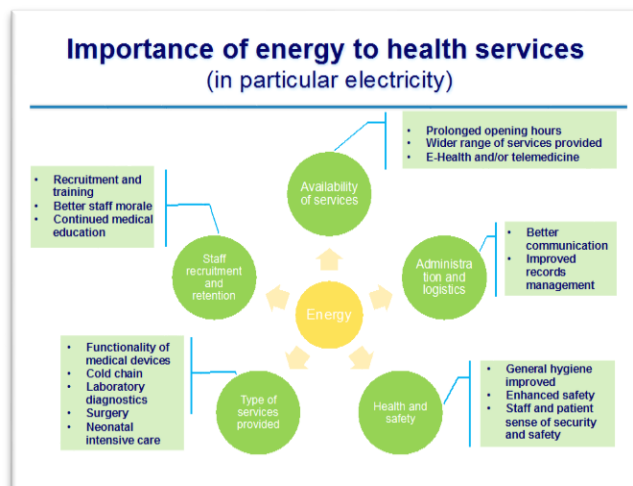 Importance of energy to health services
(in particular electricity)
• Prolonged opening hours
• Wider range of services provided
• E-Health and/or telemedicine
Availability
of services
• Recruitment and
training
• Better staff morale
• Continued medical
education
Staff
recruitment
and
retention
• Better
communication
• Improved
records
management
Administra
tion and
logistics
Energy
• Functionality of
medical devices
• Cold chain
• Laboratory
diagnostics
• Surgery
• Neonatal
intensive care
Type of
services
provided
Health and
safety
• General hygiene
improved
• Enhanced safety
• Staff and patient
sense of security
and safety